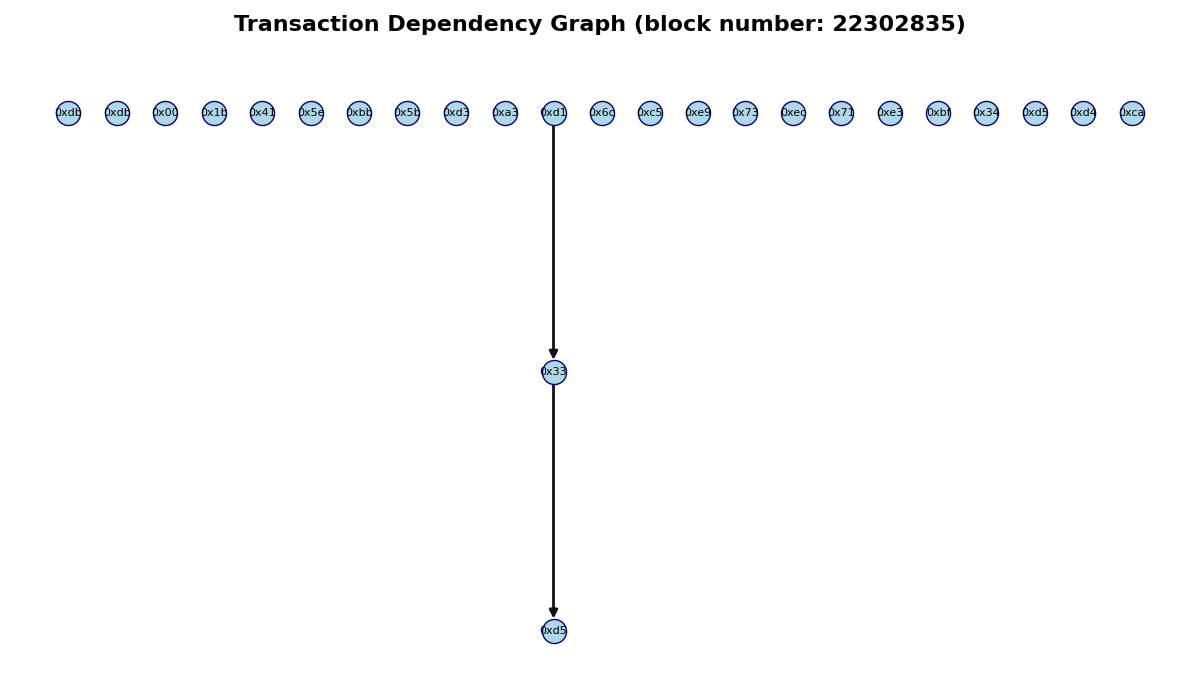 Transaction Dependency Graph (block number: 22302835)
0xdb 0xdb 0x00 0x1b 0x41 0x5e 0xbb 0x5b 0xd3 0xa3 0xd1 0x6c 0xc5 0xe9 0x73 0xec 0x71 0xe3 0xbf 0x34 0xd5 0xd4 0xca
0x33
0xd5